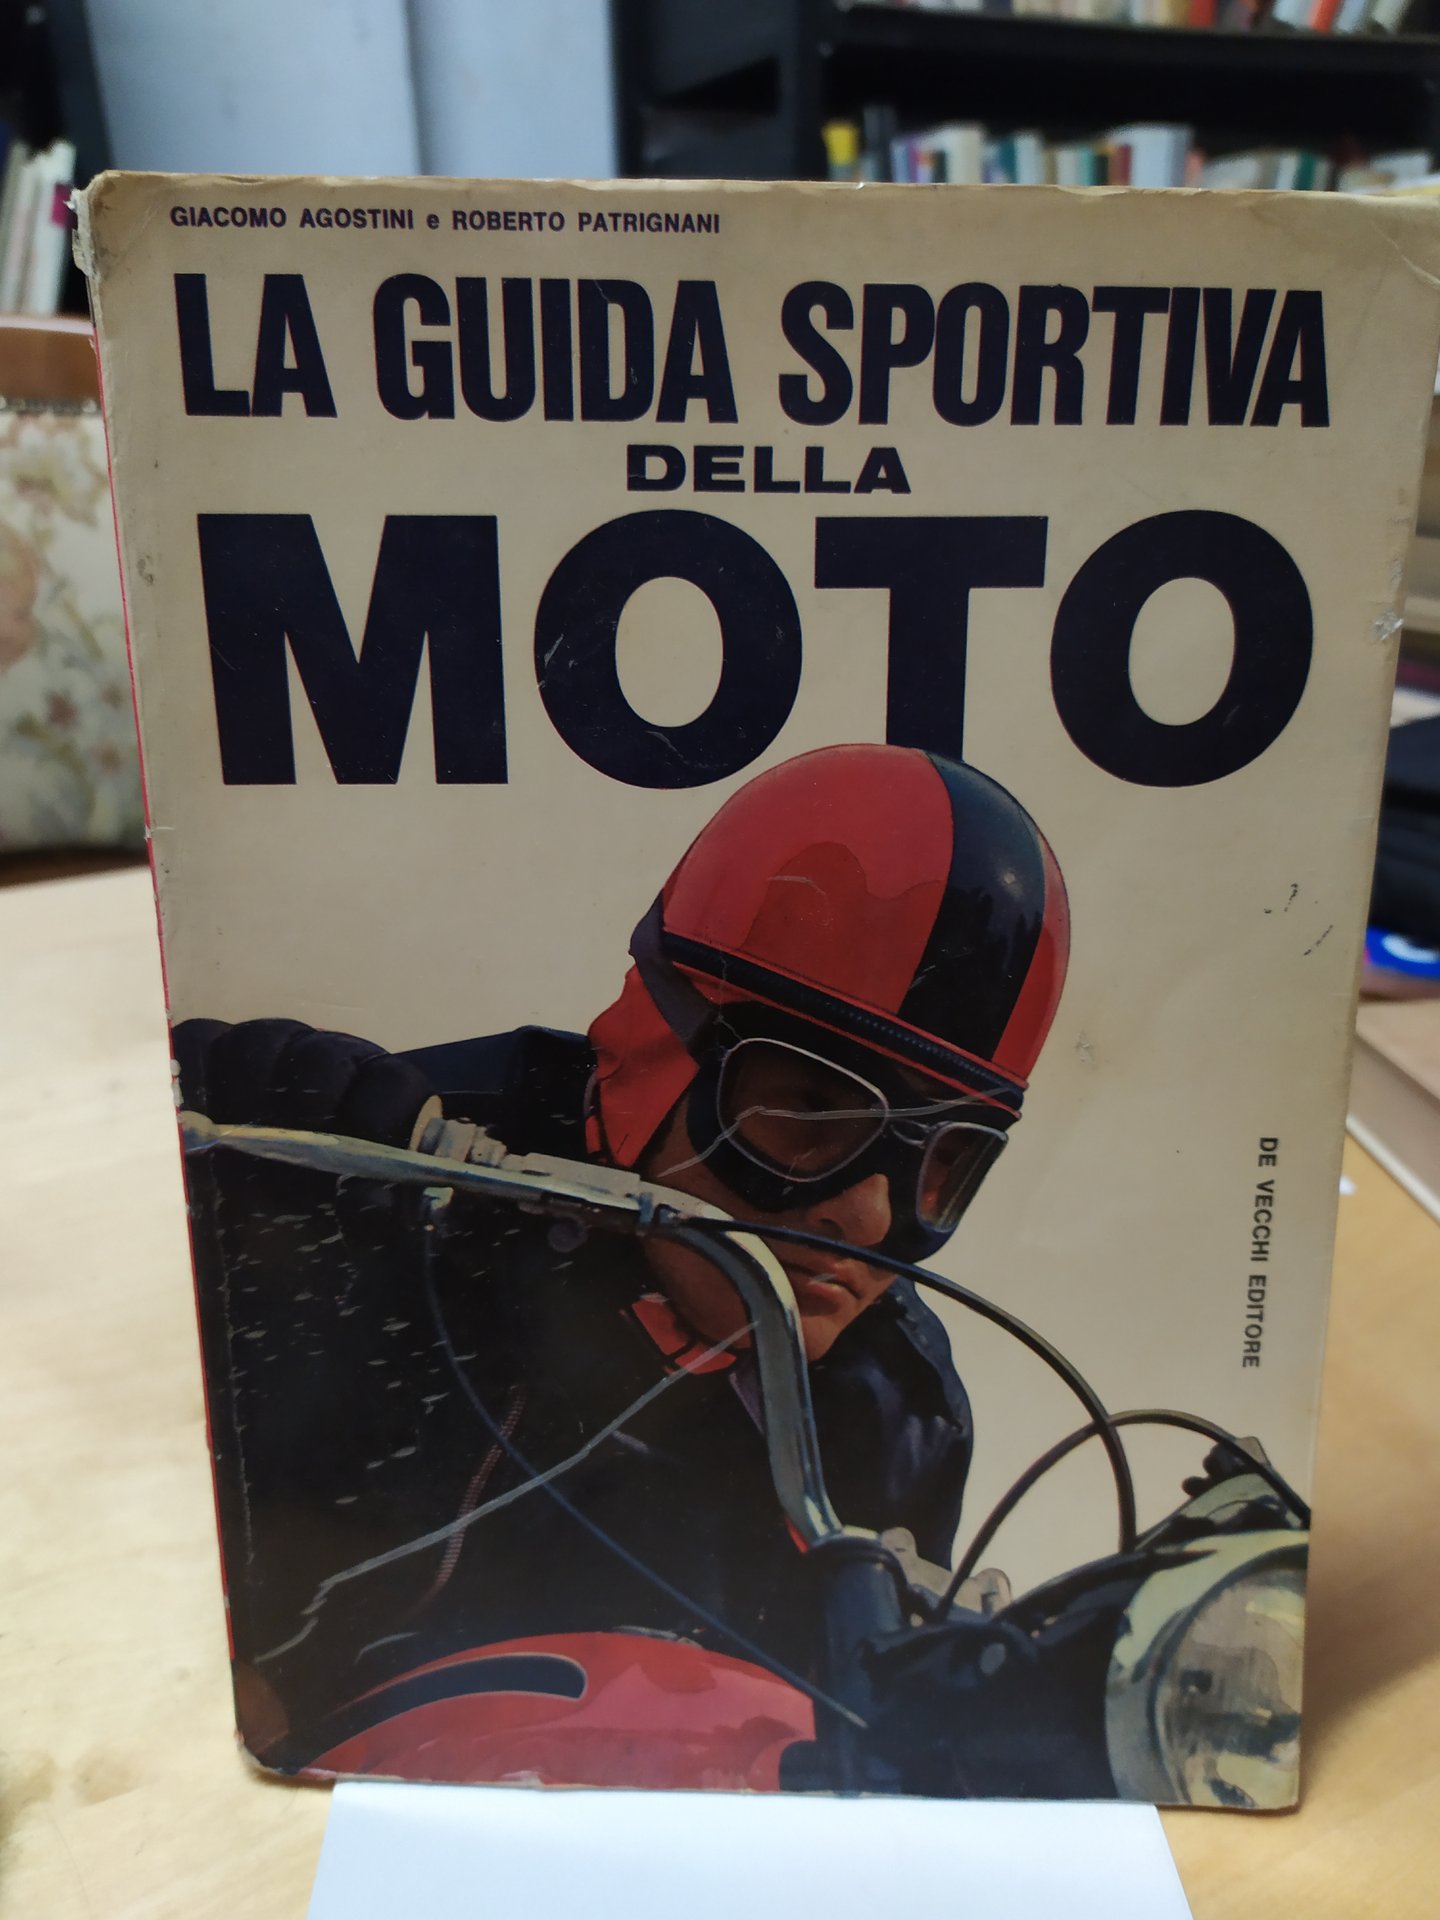 GIACOMO AGOSTINI e ROBERTO PATRIGNANI
LA GUIDA SPORTIVA
DELLA
MOTO
DE VECCHI EDITORE